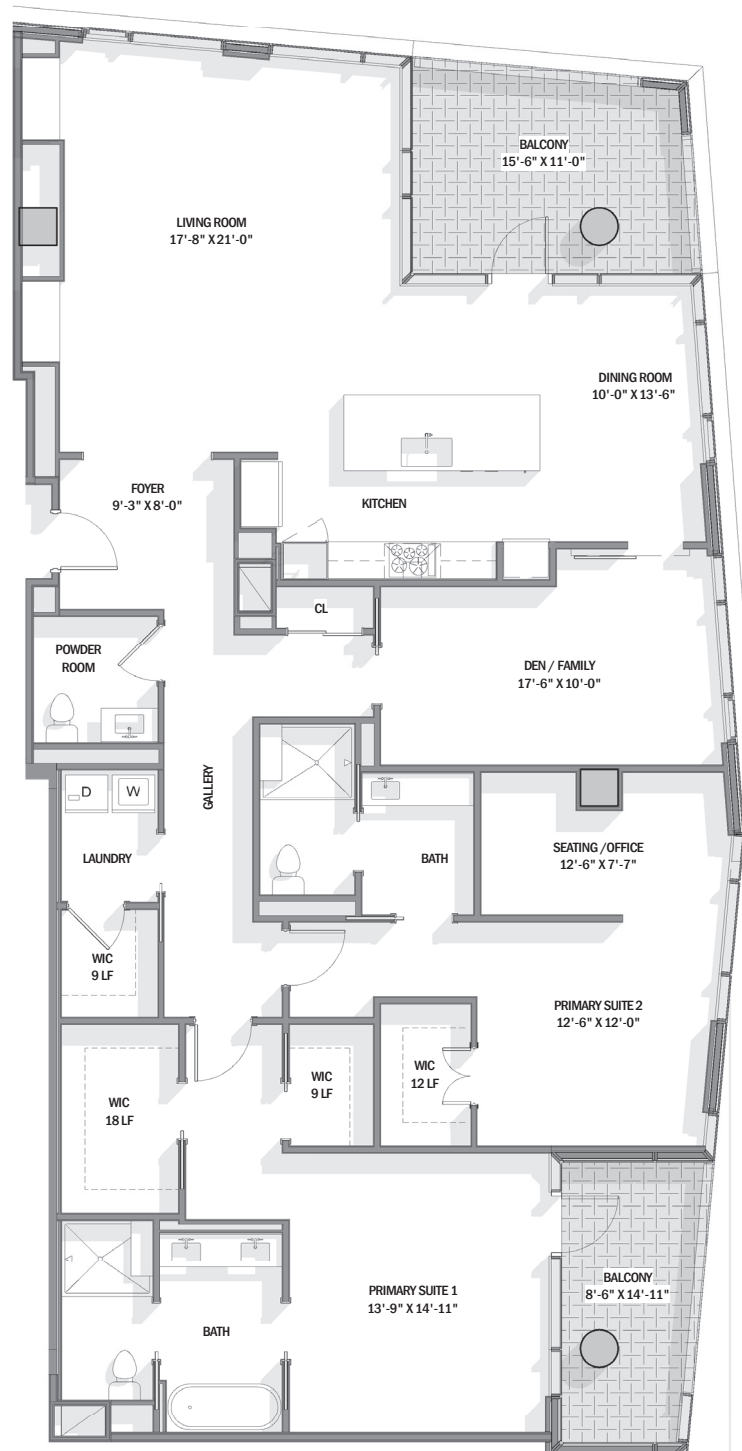 BALCONY
15'-6" X 11'-0"
LIVING ROOM
17'-8" X 21'-0"
DINING ROOM
10'-0" X 13'-6"
FOYER
9'-3" X 8'-0"
KITCHEN
CL
POWDER
ROOM
DEN / FAMILY
17'-6" X 10'-0"
D
W
GALLERY
LAUNDRY
BATH
SEATING /OFFICE
12'-6" X 7'-7"
WIC
9 LF
PRIMARY SUITE 2
12'-6" X 12'-0"
WIC
18 LF
WIC
9 LF
WIC
12 LF
PRIMARY SUITE 1
13'-9" X 14'-11"
BALCONY
8'-6" X 14'-11"
BATH